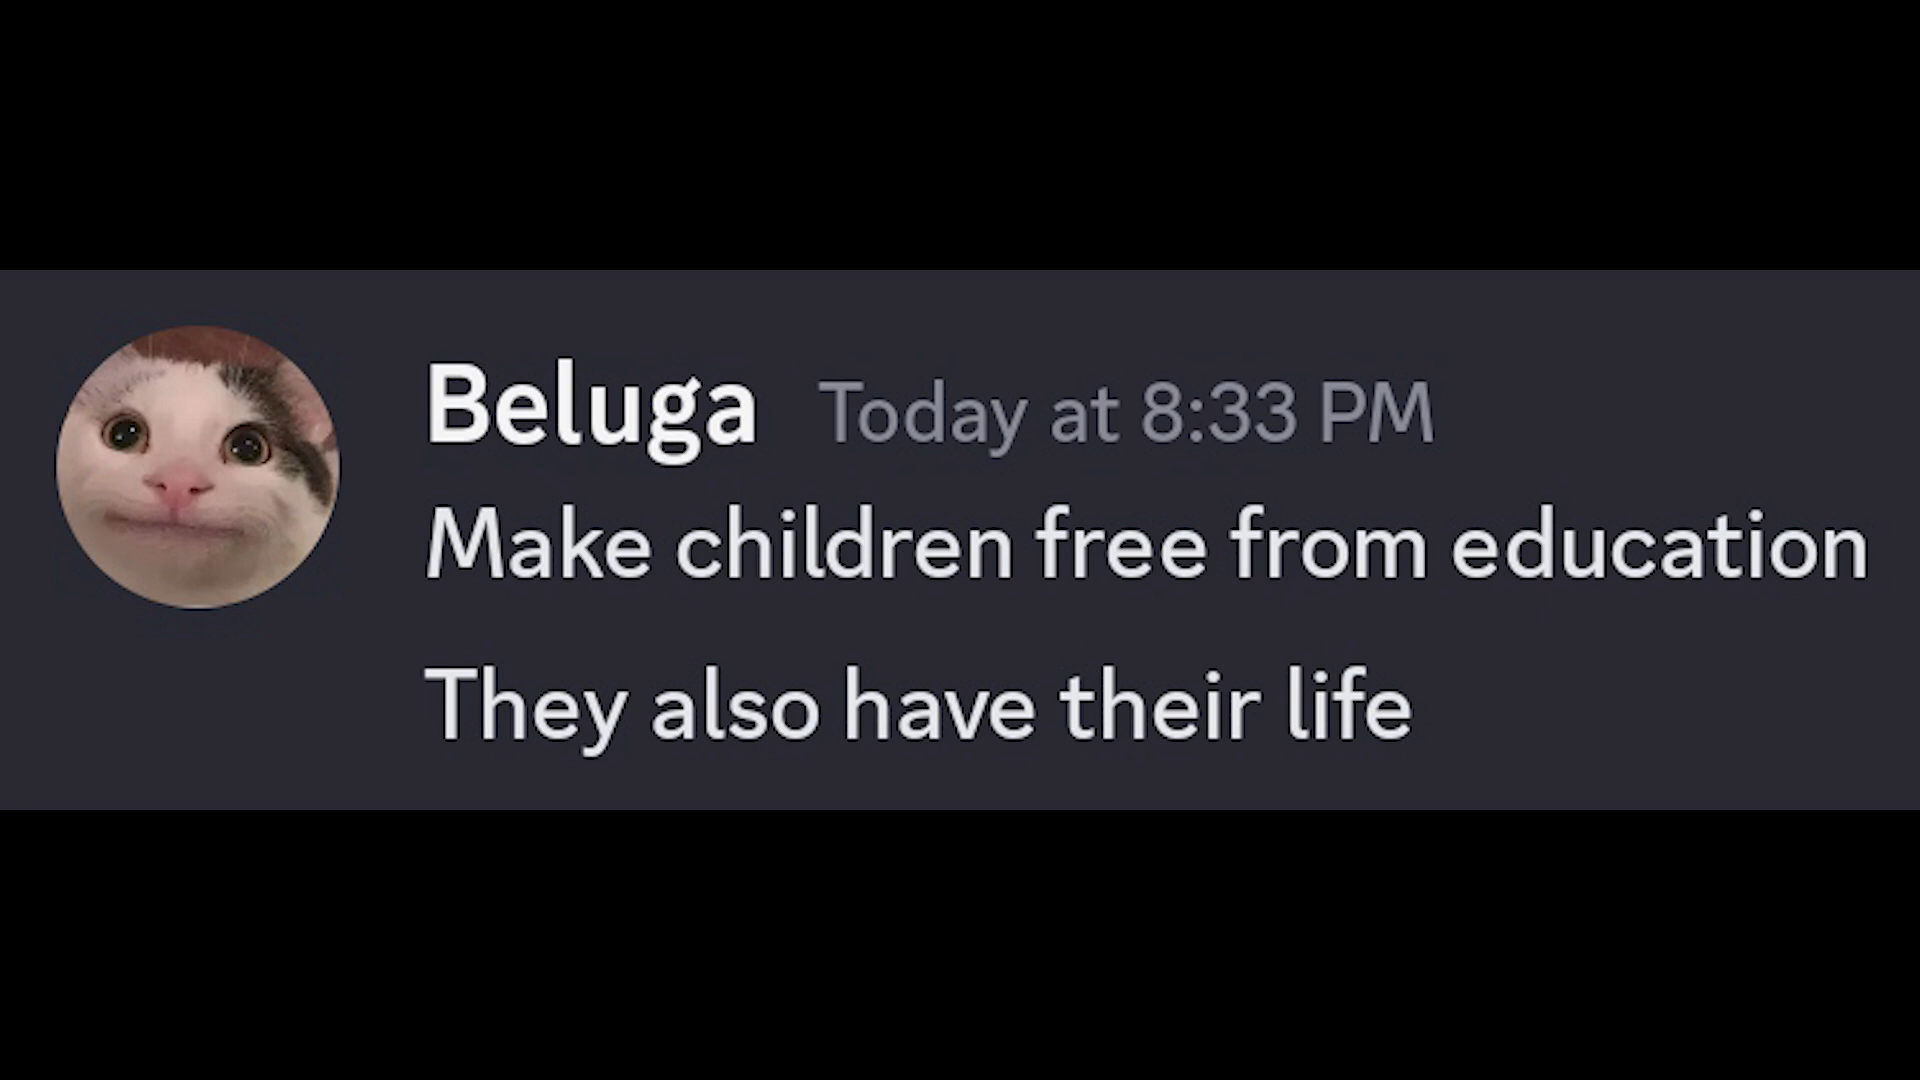 Beluga Today at 8:33 PM
Make children free from education
They also have their life